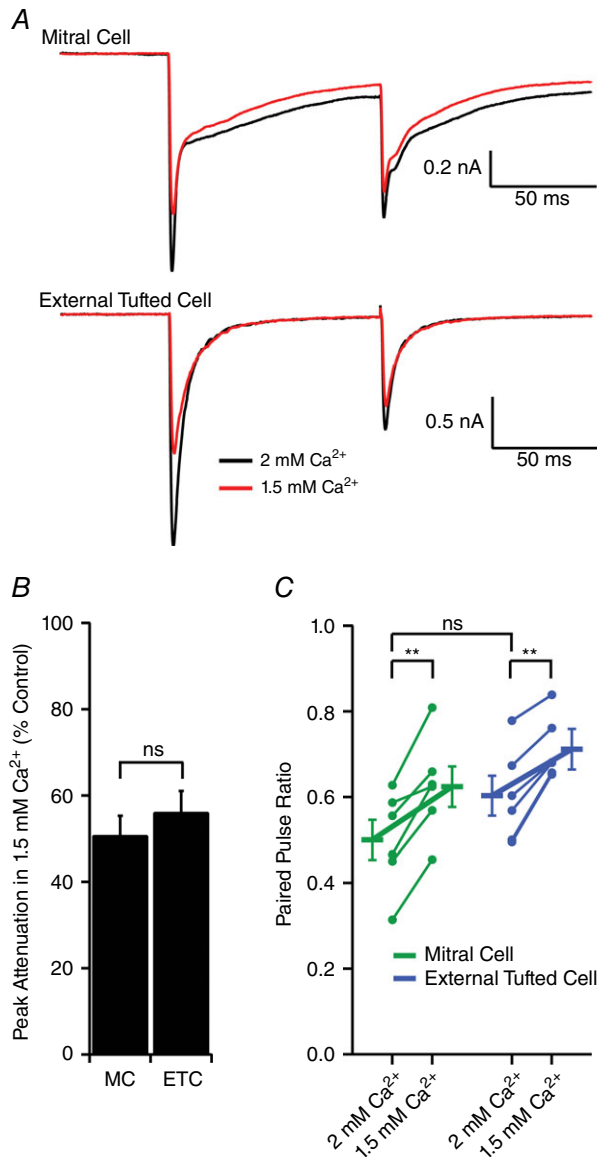 A
Mitral Cell
0.2 nA
50 ms
External Tufted Cell
0.5 nA
50 ms
2 mM Ca²⁺
1.5 mM Ca²⁺
B
Peak Attenuation in 1.5 mM Ca²⁺ (% Control)
100
80
60
40
20
0
ns
MC
ETC
C
Paired Pulse Ratio
1.0
0.8
0.6
0.4
0.2
0.0
ns
**
**
Mitral Cell
External Tufted Cell
2 mM Ca²⁺
1.5 mM Ca²⁺
2 mM Ca²⁺
1.5 mM Ca²⁺